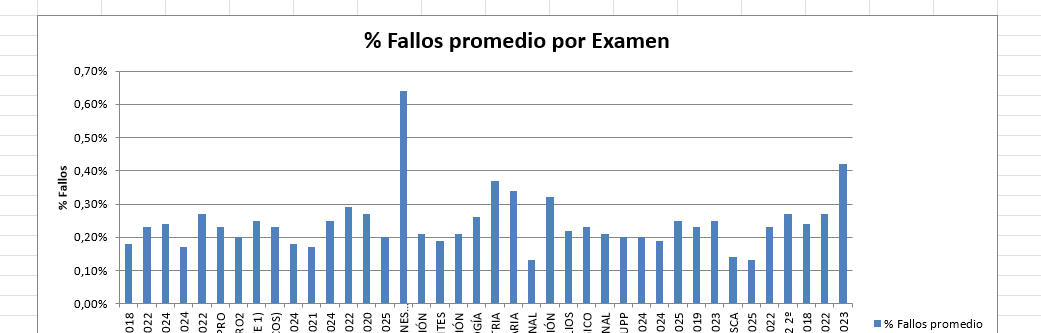 % Fallos promedio por Examen
0,70%
0,60%
0,50%
0,40%
0,30%
0,20%
0,10%
0,00%
% Fallos
018
022
024
024
022
PRO
PRO2
E 1)
COS)
024
021
024
022
020
025
NES...
IÓN
TES
IÓN
OGÍA
TRIA
ARIA
NAL
IÓN
LIOS
ICO
NAL
UPP
024
024
025
019
023
SCA
025
022
2 2º
018
022
023
% Fallos promedio